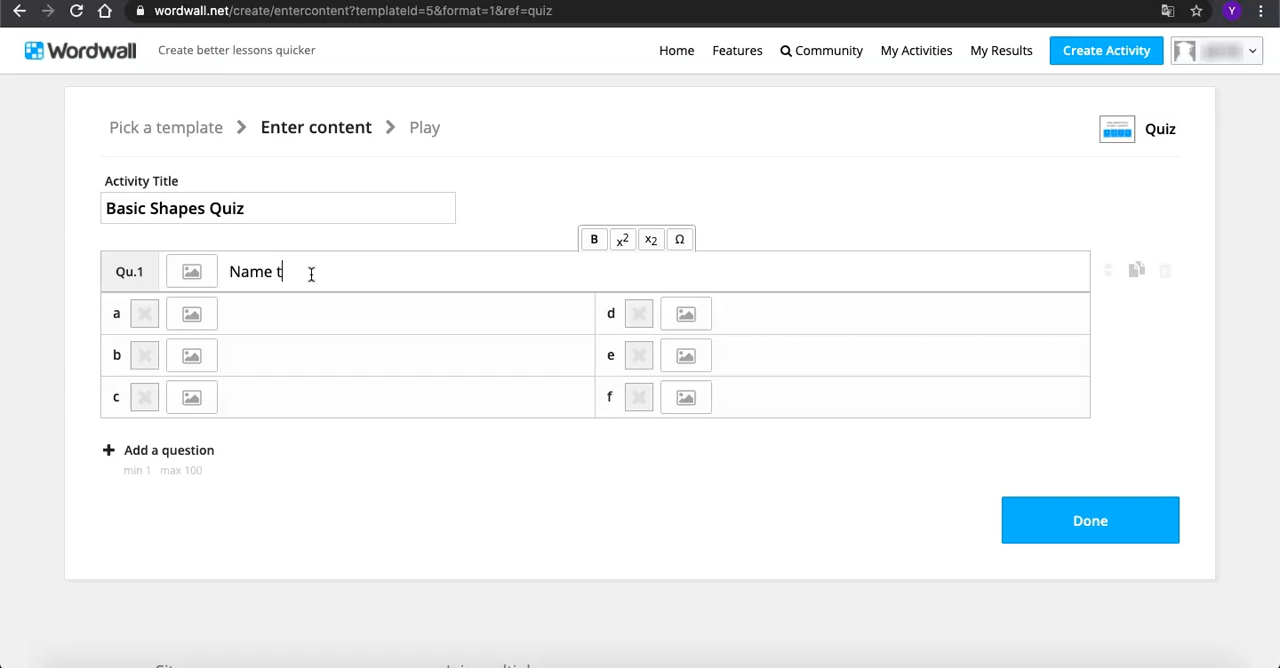 wordwall.net/create/entercontent?templateId=5&format=1&ref=quiz
Y
Wordwall
Create better lessons quicker
Home
Features
Community
My Activities
My Results
Create Activity
Pick a template
Enter content
Play
Quiz
Activity Title
Basic Shapes Quiz
B x² x₂ Ω
Qu.1 Name t
a d
b e
c f
+ Add a question
min 1 max 100
Done